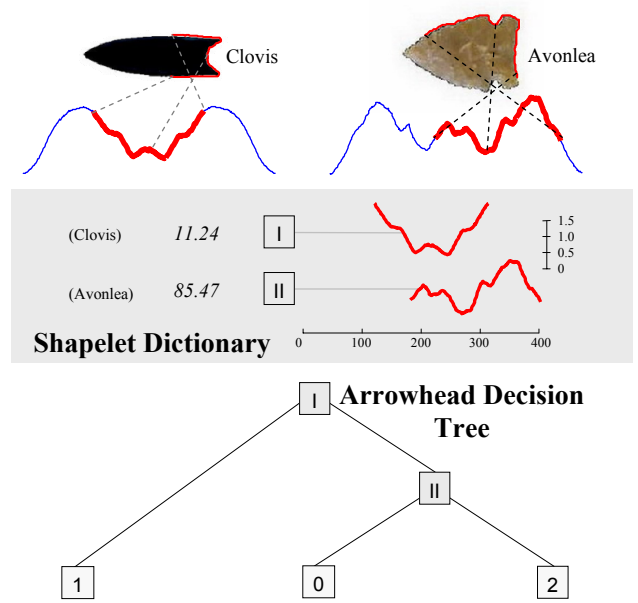 Clovis
Avonlea
(Clovis) 11.24 I
1.5
1.0
0.5
0
(Avonlea) 85.47 II
Shapelet Dictionary
0 100 200 300 400
Arrowhead Decision
Tree
I
II
1 0 2